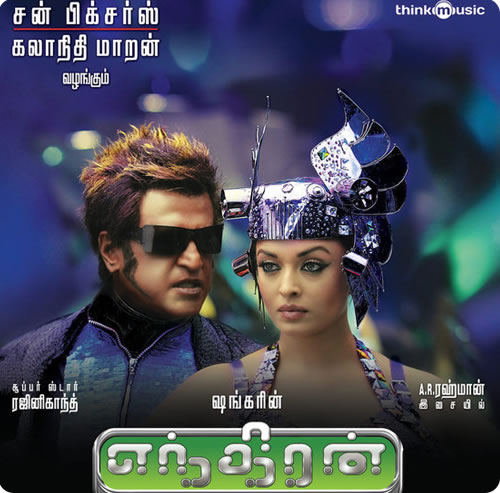 சன் பிக்சர்ஸ்
கலாநிதி மாறன்
வழங்கும்
think music
சூப்பர் ஸ்டார்
ரஜினிகாந்த்
ஷங்கரின்
A.R.ரஹ்மான்
இசையில்
எந்திரன்